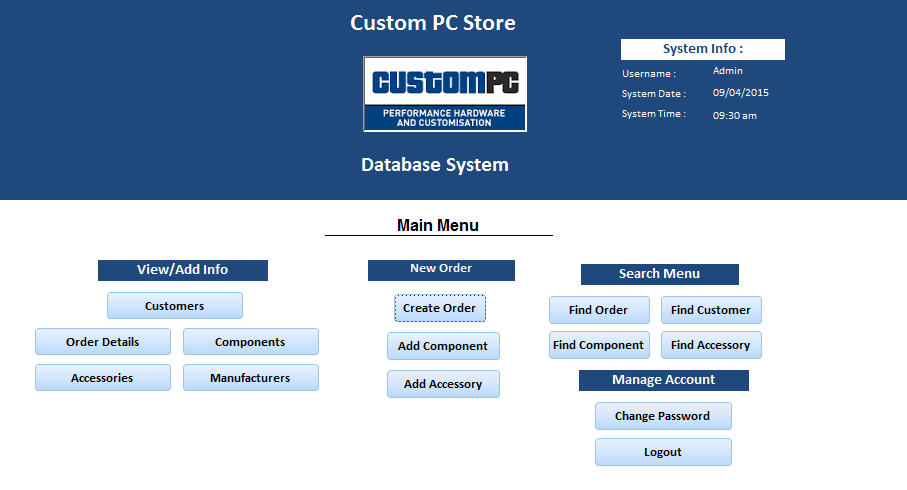 Custom PC Store
CUSTOMPC
PERFORMANCE HARDWARE
AND CUSTOMISATION
Database System
System Info :
Username : Admin
System Date : 09/04/2015
System Time : 09:30 am
Main Menu
View/Add Info
Customers
Order Details Components
Accessories Manufacturers
New Order
Create Order
Add Component
Add Accessory
Search Menu
Find Order Find Customer
Find Component Find Accessory
Manage Account
Change Password
Logout